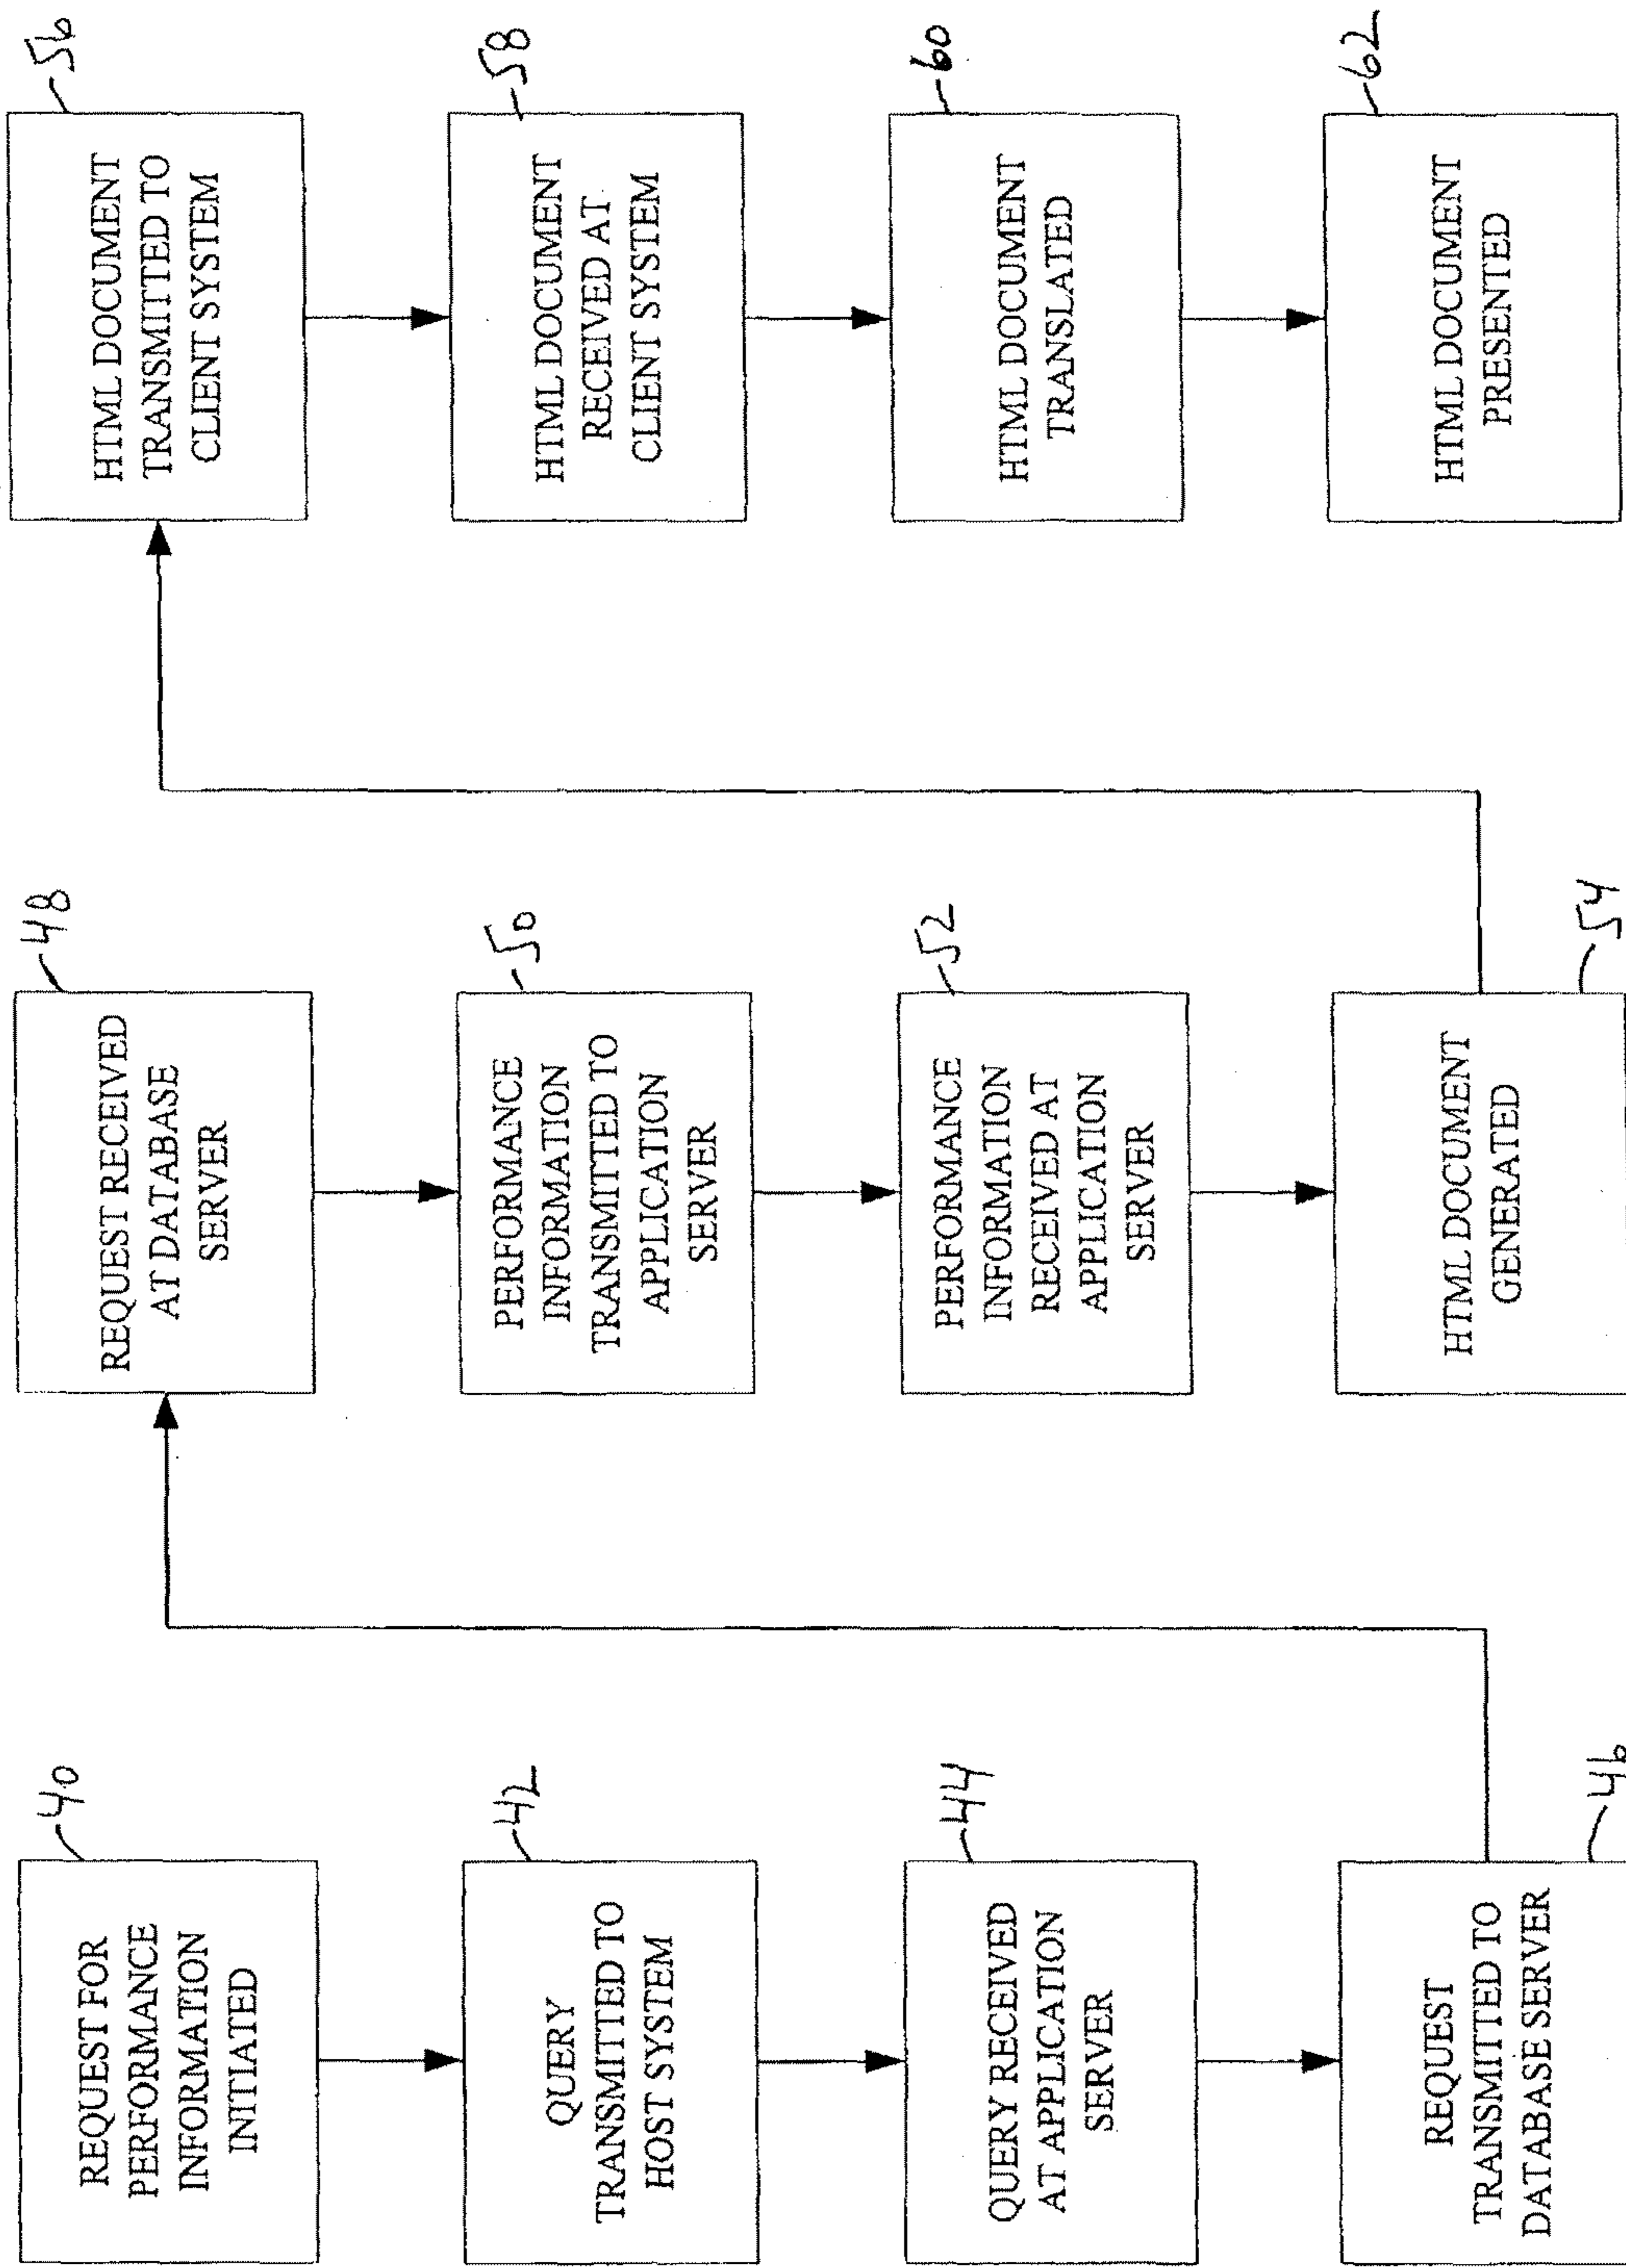 REQUEST FOR
PERFORMANCE
INFORMATION
INITIATED
40
QUERY
TRANSMITTED TO
HOST SYSTEM
42
QUERY RECEIVED
AT APPLICATION
SERVER
44
REQUEST
TRANSMITTED TO
DATABASE SERVER
46
REQUEST RECEIVED
AT DATABASE
SERVER
48
PERFORMANCE
INFORMATION
TRANSMITTED TO
APPLICATION
SERVER
50
PERFORMANCE
INFORMATION
RECEIVED AT
APPLICATION
SERVER
52
HTML DOCUMENT
GENERATED
54
HTML DOCUMENT
TRANSMITTED TO
CLIENT SYSTEM
56
HTML DOCUMENT
RECEIVED AT
CLIENT SYSTEM
58
HTML DOCUMENT
TRANSLATED
60
HTML DOCUMENT
PRESENTED
62